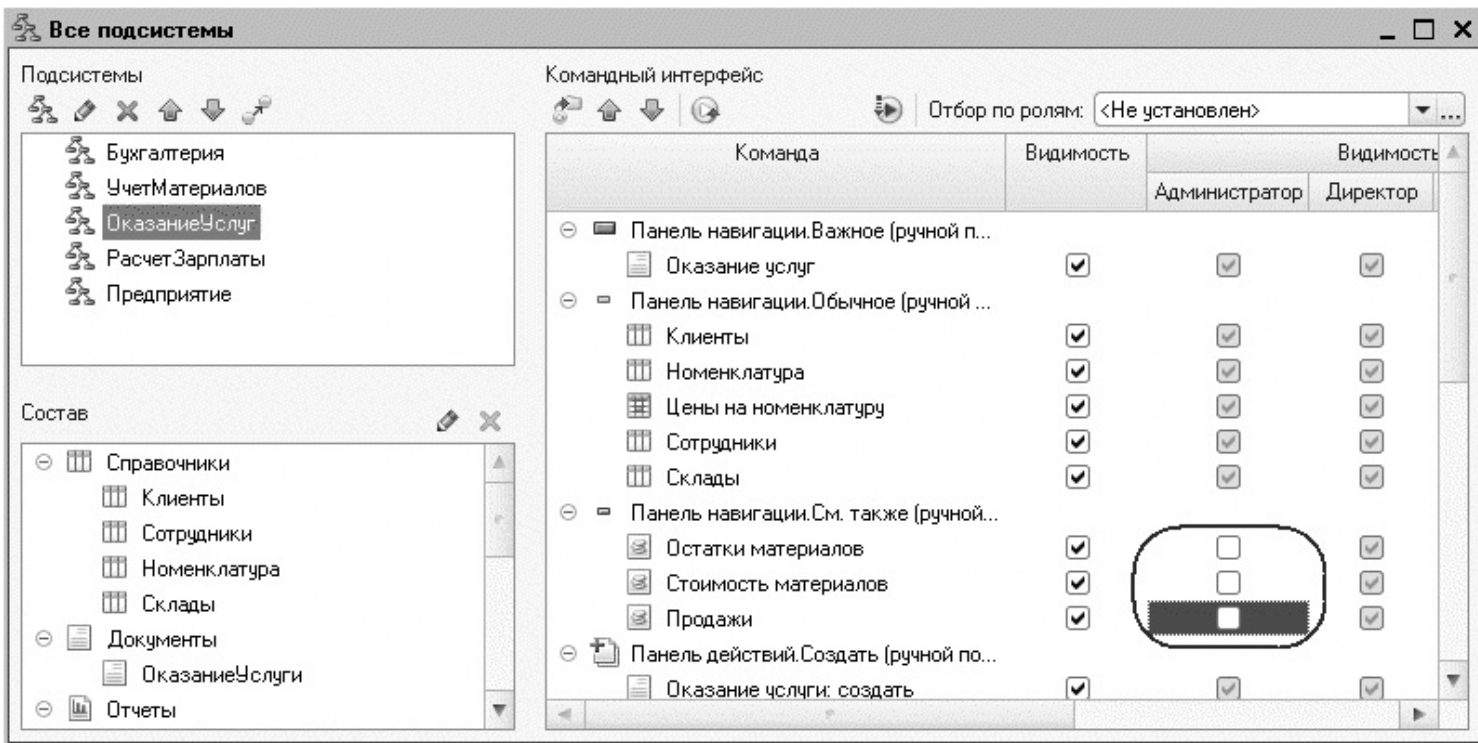 Все подсистемы
Подсистемы
Бухгалтерия
УчетМатериалов
ОказаниеУслуг
РасчетЗарплаты
Предприятие
Состав
Справочники
Клиенты
Сотрудники
Номенклатура
Склады
Документы
ОказаниеУслуги
Отчеты
Командный интерфейс
Отбор по ролям: <Не установлен> ...
Команда Видимость Видимость
Администратор Директор
Панель навигации.Важное (ручной п...
Оказание услуг
Панель навигации.Обычное (ручной ...
Клиенты
Номенклатура
Цены на номенклатуру
Сотрудники
Склады
Панель навигации.См. также (ручной...
Остатки материалов
Стоимость материалов
Продажи
Панель действий.Создать (ручной по...
Оказание услуги: создать